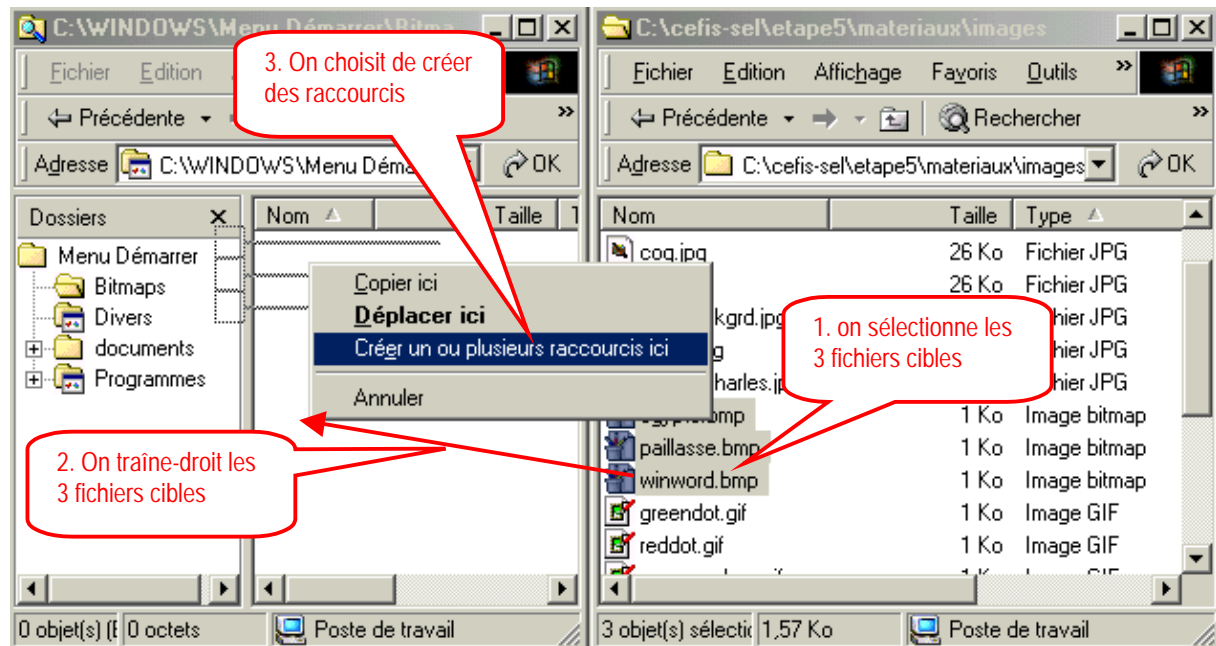 C:\WINDOWS\Menu Démarrer\Bitma
Fichier Edition
Précédente »
Adresse C:\WINDOWS\Menu Déma OK
Dossiers x
Menu Démarrer
Bitmaps
Divers
documents
Programmes
Nom Taille
3. On choisit de créer
des raccourcis
Copier ici
Déplacer ici
Créer un ou plusieurs raccourcis ici
Annuler
2. On traîne-droit les
3 fichiers cibles
0 objet(s) 0 octets Poste de travail
C:\cefis-sel\etape5\materiaux\images
Fichier Edition Affichage Favoris Outils »
Précédente Rechercher »
Adresse C:\cefis-sel\etape5\materiaux\images OK
Nom Taille Type
coq.jpg 26 Ko Fichier JPG
26 Ko Fichier JPG
kgrd.jpg hier JPG
g hier JPG
harles.jp hier JPG
1. on sélectionne les
3 fichiers cibles
bmp 1 Ko Image bitmap
paillasse.bmp 1 Ko Image bitmap
winword.bmp 1 Ko Image bitmap
greendot.gif 1 Ko Image GIF
reddot.gif 1 Ko Image GIF
3 objet(s) sélectio 1,57 Ko Poste de travail